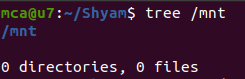 mca@u7:~/Shyam$ tree /mnt
/mnt

0 directories, 0 files